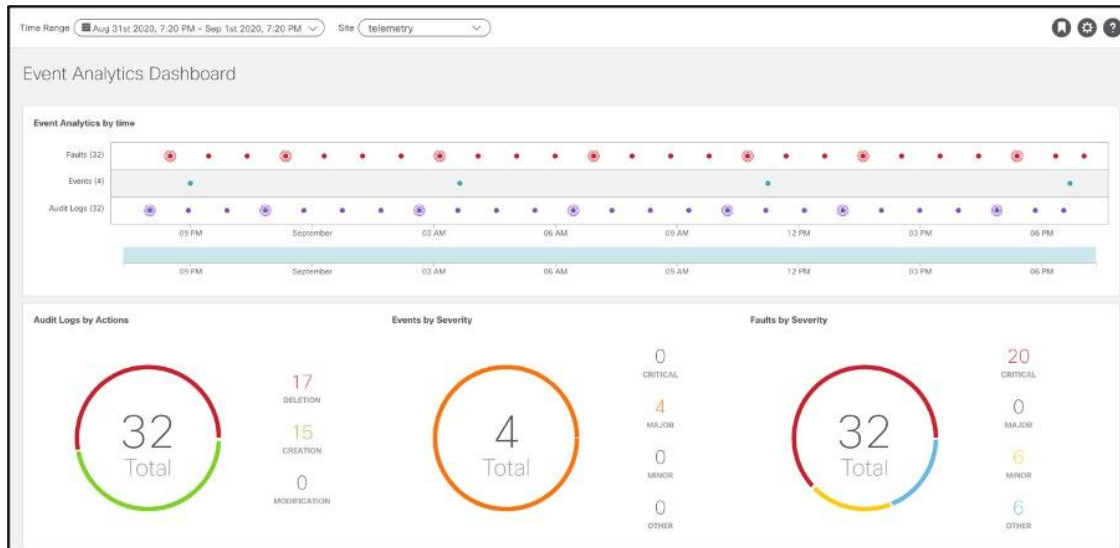 Time Range Aug 31st 2020, 7:20 PM - Sep 1st 2020, 7:20 PM Site telemetry ?
Event Analytics Dashboard
Event Analytics by time
Faults (32)
Events (4)
Audit Logs (32)
09 PM September 03 AM 06 AM 09 AM 12 PM 03 PM 06 PM
09 PM September 03 AM 06 AM 09 AM 12 PM 03 PM 06 PM
Audit Logs by Actions
32
Total
17
DELETION
15
CREATION
0
MODIFICATION
Events by Severity
4
Total
0
CRITICAL
4
MAJOR
0
MINOR
0
OTHER
Faults by Severity
32
Total
20
CRITICAL
0
MAJOR
6
MINOR
6
OTHER